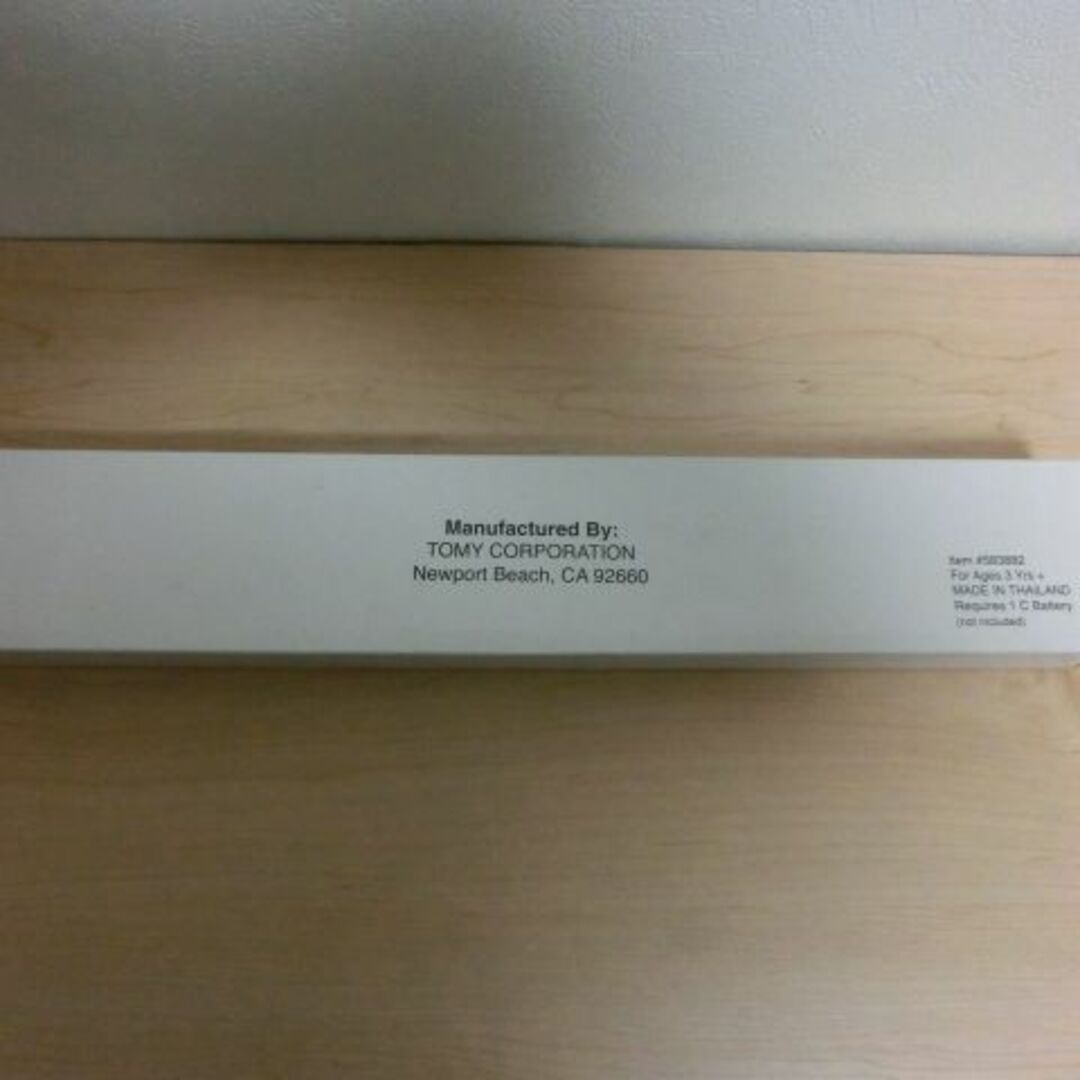 Manufactured By:
TOMY CORPORATION
Newport Beach, CA 92660
Item
For Ages 3 Yrs +
MADE IN THAILAND
Requires 1 C Battery
(not included)